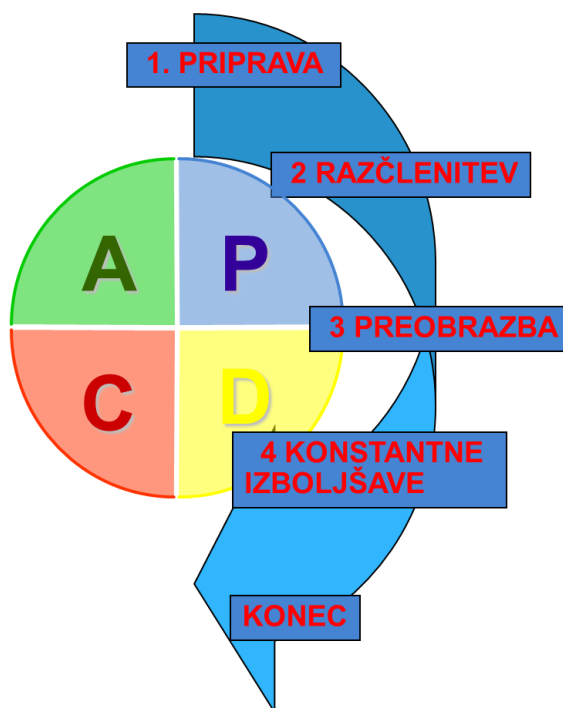 1. PRIPRAVA
2 RAZČLENITEV
A P
3 PREOBRAZBA
C D
4 KONSTANTNE
IZBOLJŠAVE
KONEC